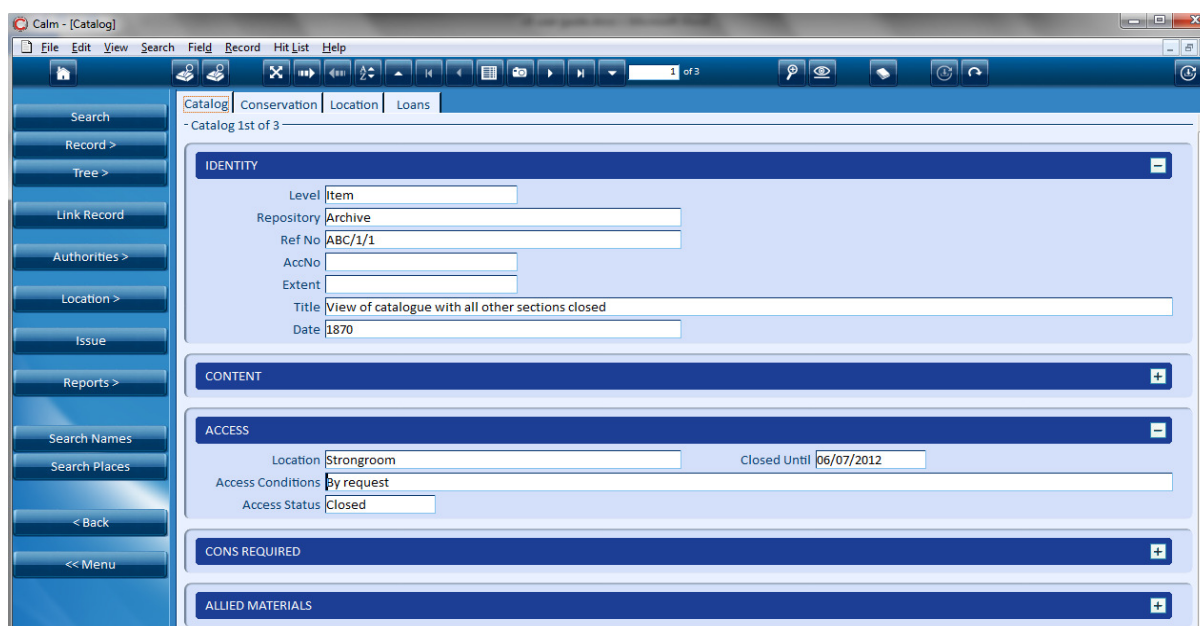 Calm - [Catalog]
File Edit View Search Field Record Hit List Help
1 of 3
Search
Record >
Tree >
Link Record
Authorities >
Location >
Issue
Reports >
Search Names
Search Places
< Back
<< Menu
Catalog Conservation Location Loans
Catalog 1st of 3
IDENTITY
Level Item
Repository Archive
Ref No ABC/1/1
AccNo
Extent
Title View of catalogue with all other sections closed
Date 1870
CONTENT
ACCESS
Location Strongroom Closed Until 06/07/2012
Access Conditions By request
Access Status Closed
CONS REQUIRED
ALLIED MATERIALS